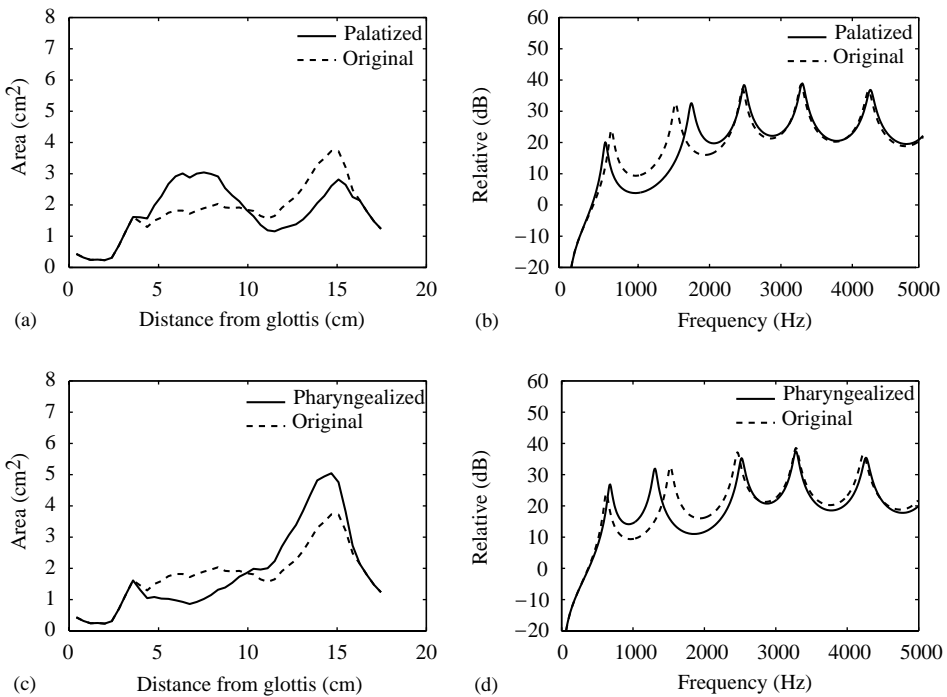 8
7
6
5
4
3
2
1
0
Area (cm2)
Palatized
Original
0 5 10 15 20
(a) Distance from glottis (cm)
60
50
40
30
20
10
0
−10
−20
Relative (dB)
Palatized
Original
0 1000 2000 3000 4000 5000
(b) Frequency (Hz)
8
7
6
5
4
3
2
1
0
Area (cm2)
Pharyngealized
Original
0 5 10 15 20
(c) Distance from glottis (cm)
60
50
40
30
20
10
0
−10
−20
Relative (dB)
Pharyngealized
Original
0 1000 2000 3000 4000 5000
(d) Frequency (Hz)